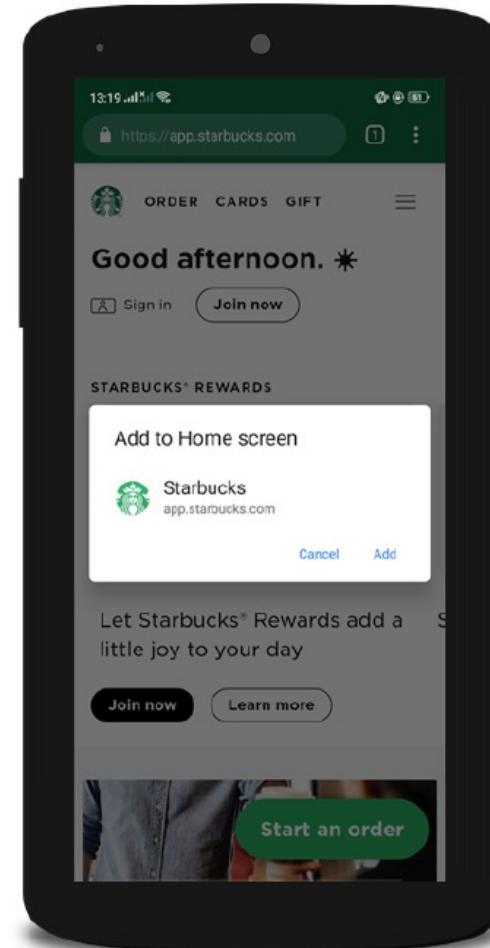 13:19
61
https://app.starbucks.com
1
ORDER CARDS GIFT
Good afternoon.
Sign in Join now
STARBUCKS® REWARDS
Add to Home screen
Starbucks
app.starbucks.com
Cancel Add
Let Starbucks® Rewards add a S
little joy to your day
Join now Learn more
Start an order